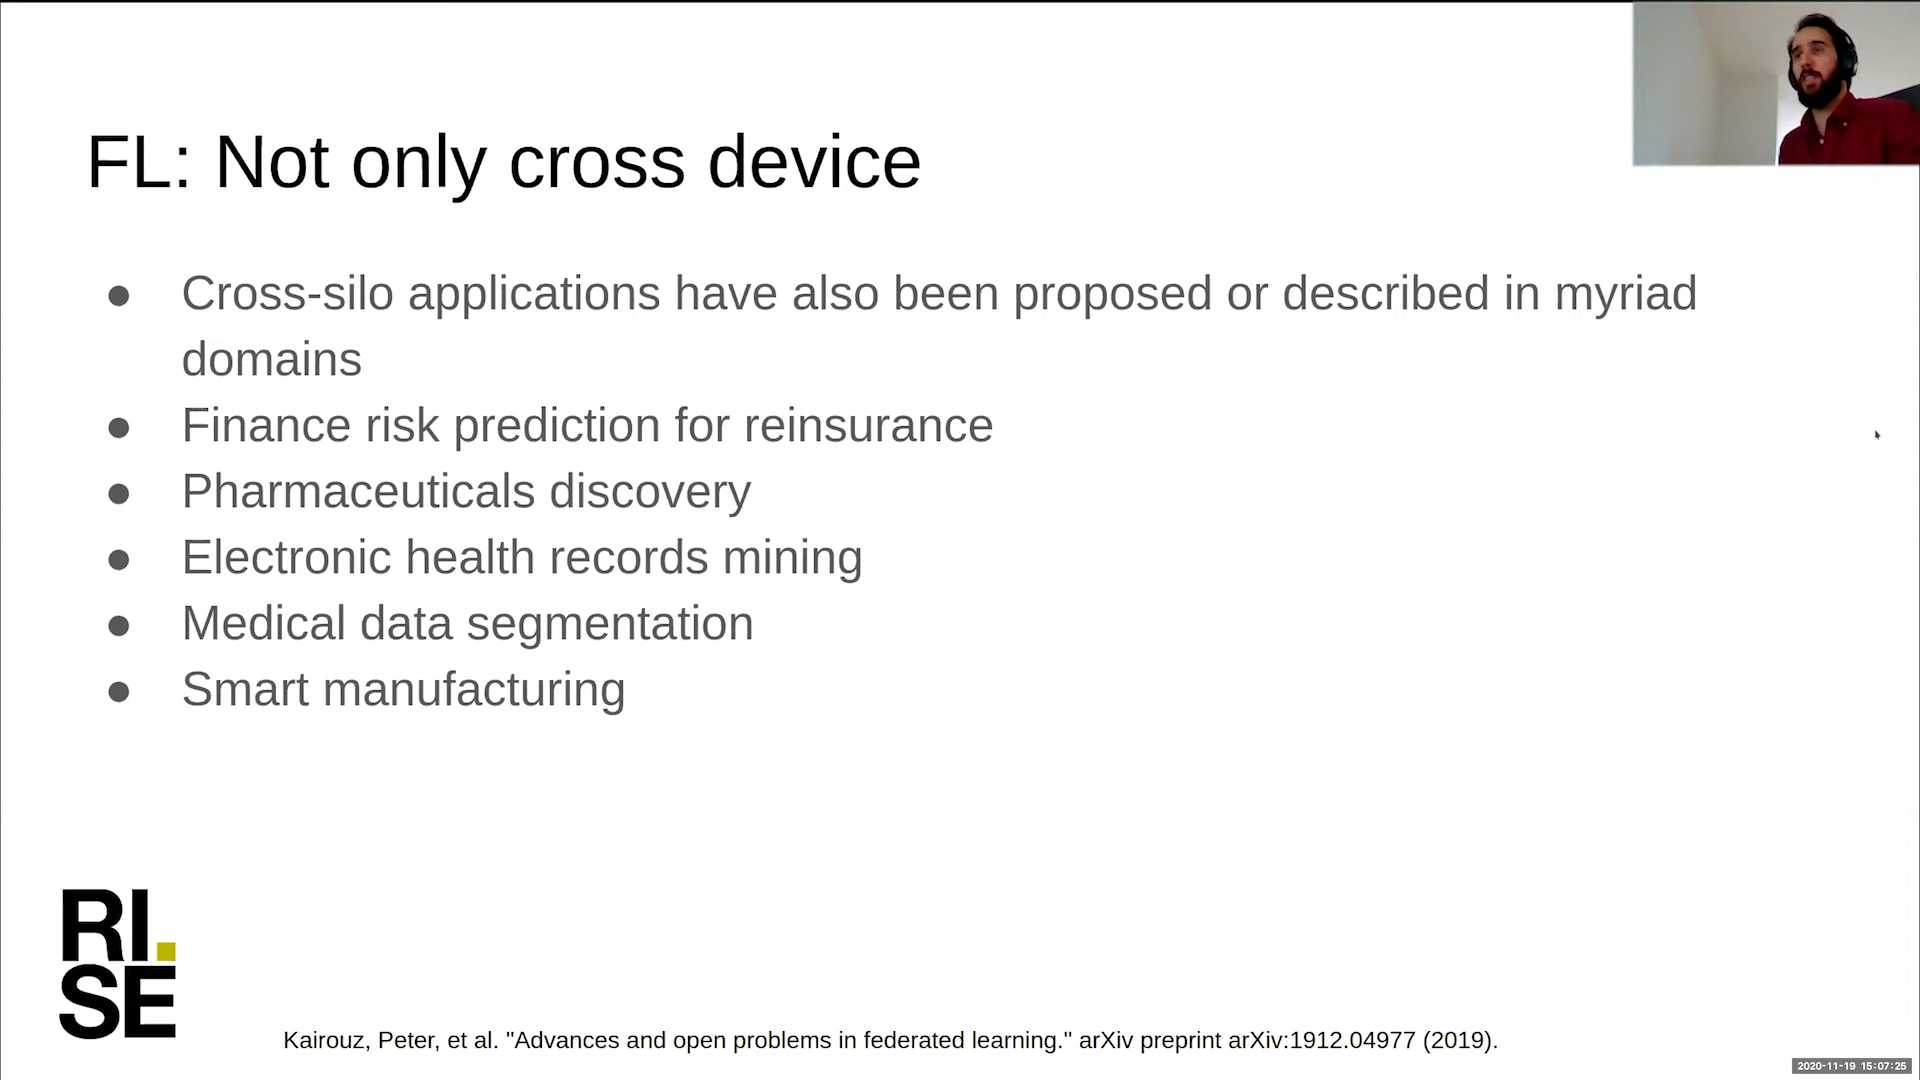 FL: Not only cross device
● Cross-silo applications have also been proposed or described in myriad
domains
● Finance risk prediction for reinsurance
● Pharmaceuticals discovery
● Electronic health records mining
● Medical data segmentation
● Smart manufacturing
RI.
SE
Kairouz, Peter, et al. "Advances and open problems in federated learning." arXiv preprint arXiv:1912.04977 (2019).
2020-11-19 15:07:25